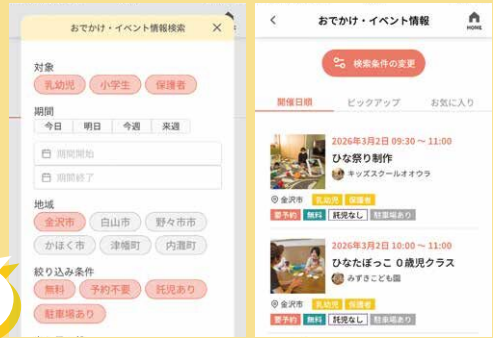 おでかけ・イベント情報検索
対象
乳幼児 小学生 保護者
期間
今日 明日 今週 来週
期間開始
期間終了
地域
金沢市 白山市 野々市市
かほく市 津幡町 内灘町
絞り込み条件
無料 予約不要 託児あり
駐車場あり
おでかけ・イベント情報
HOME
検索条件の変更
開催日順 ピックアップ お気に入り
2026年3月2日 09:30 ~ 11:00
ひな祭り制作
キッズスクールオオウラ
金沢市 乳幼児 保護者
要予約 無料 託児なし 駐車場あり
2026年3月2日 10:00 ~ 11:00
ひなたぼっこ 0歳児クラス
みずきこども園
金沢市 乳幼児 保護者
要予約 無料 託児なし 駐車場あり